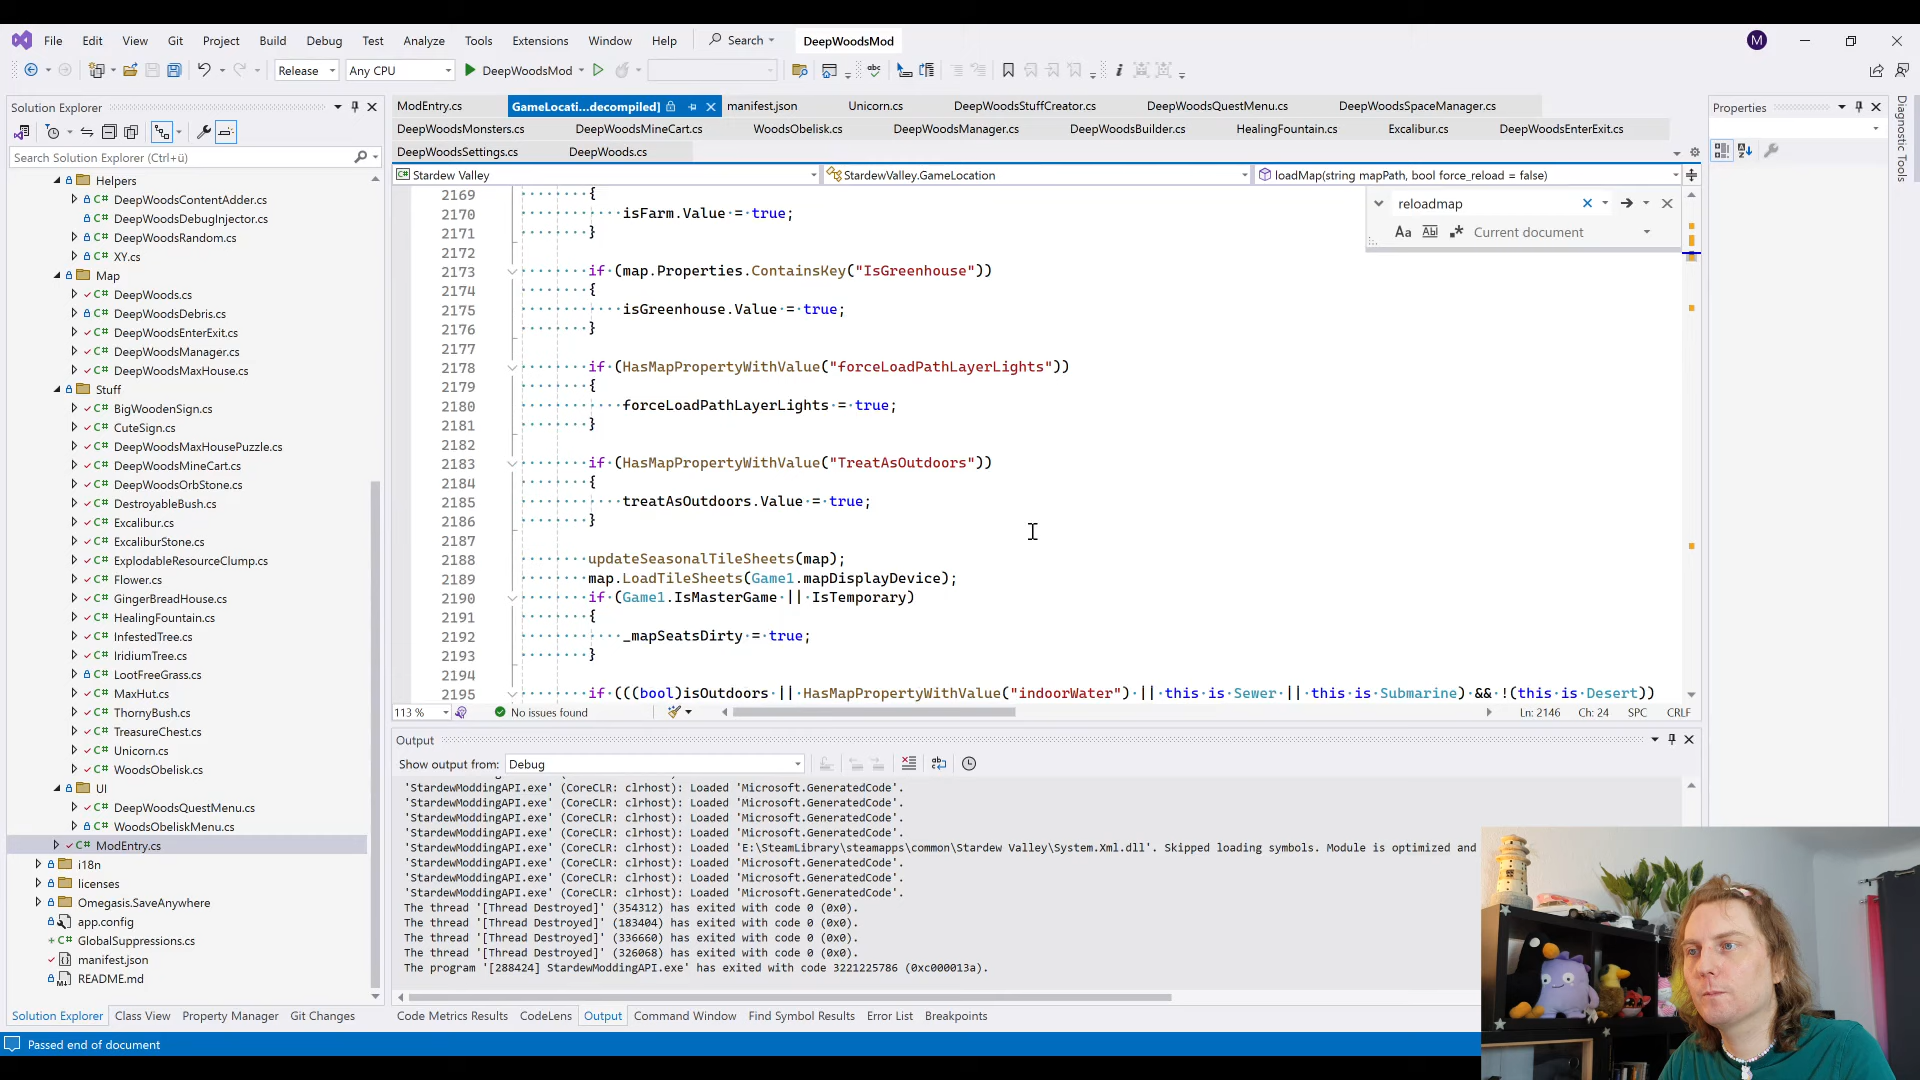 File Edit View Git Project Build Debug Test Analyze Tools Extensions Window Help Search DeepWoodsMod M
Release Any CPU DeepWoodsMod
Solution Explorer
Search Solution Explorer (Ctrl+ü)
Helpers
DeepWoodsContentAdder.cs
DeepWoodsDebugInjector.cs
DeepWoodsRandom.cs
XY.cs
Map
DeepWoods.cs
DeepWoodsDebris.cs
DeepWoodsEnterExit.cs
DeepWoodsManager.cs
DeepWoodsMaxHouse.cs
Stuff
BigWoodenSign.cs
CuteSign.cs
DeepWoodsMaxHousePuzzle.cs
DeepWoodsMineCart.cs
DeepWoodsOrbStone.cs
DestroyableBush.cs
Excalibur.cs
ExcaliburStone.cs
ExplodableResourceClump.cs
Flower.cs
GingerBreadHouse.cs
HealingFountain.cs
InfestedTree.cs
IridiumTree.cs
LootFreeGrass.cs
MaxHut.cs
ThornyBush.cs
TreasureChest.cs
Unicorn.cs
WoodsObelisk.cs
UI
DeepWoodsQuestMenu.cs
WoodsObeliskMenu.cs
ModEntry.cs
i18n
licenses
Omegasis.SaveAnywhere
app.config
GlobalSuppressions.cs
manifest.json
README.md
Solution Explorer Class View Property Manager Git Changes
ModEntry.cs GameLocati...decompiled] manifest.json Unicorn.cs DeepWoodsStuffCreator.cs DeepWoodsQuestMenu.cs DeepWoodsSpaceManager.cs
DeepWoodsMonsters.cs DeepWoodsMineCart.cs WoodsObelisk.cs DeepWoodsManager.cs DeepWoodsBuilder.cs HealingFountain.cs Excalibur.cs DeepWoodsEnterExit.cs
DeepWoodsSettings.cs DeepWoods.cs
Stardew Valley StardewValley.GameLocation loadMap(string mapPath, bool force_reload = false)
reloadmap
Current document
2169 {
2170 isFarm.Value = true;
2171 }
2172
2173 if (map.Properties.ContainsKey("IsGreenhouse"))
2174 {
2175 isGreenhouse.Value = true;
2176 }
2177
2178 if (HasMapPropertyWithValue("forceLoadPathLayerLights"))
2179 {
2180 forceLoadPathLayerLights = true;
2181 }
2182
2183 if (HasMapPropertyWithValue("TreatAsOutdoors"))
2184 {
2185 treatAsOutdoors.Value = true;
2186 }
2187
2188 updateSeasonalTileSheets(map);
2189 map.LoadTileSheets(Game1.mapDisplayDevice);
2190 if (Game1.IsMasterGame || IsTemporary)
2191 {
2192 _mapSeatsDirty = true;
2193 }
2194
2195 if (((bool)isOutdoors || HasMapPropertyWithValue("indoorWater") || this is Sewer || this is Submarine) && !(this is Desert))
113 % No issues found Ln: 2146 Ch: 24 SPC CRLF
Output
Show output from: Debug
'StardewModdingAPI.exe' (CoreCLR: clrhost): Loaded 'Microsoft.GeneratedCode'.
'StardewModdingAPI.exe' (CoreCLR: clrhost): Loaded 'Microsoft.GeneratedCode'.
'StardewModdingAPI.exe' (CoreCLR: clrhost): Loaded 'Microsoft.GeneratedCode'.
'StardewModdingAPI.exe' (CoreCLR: clrhost): Loaded 'Microsoft.GeneratedCode'.
'StardewModdingAPI.exe' (CoreCLR: clrhost): Loaded 'E:\SteamLibrary\steamapps\common\Stardew Valley\System.Xml.dll'. Skipped loading symbols. Module is optimized and
'StardewModdingAPI.exe' (CoreCLR: clrhost): Loaded 'Microsoft.GeneratedCode'.
'StardewModdingAPI.exe' (CoreCLR: clrhost): Loaded 'Microsoft.GeneratedCode'.
'StardewModdingAPI.exe' (CoreCLR: clrhost): Loaded 'Microsoft.GeneratedCode'.
The thread '[Thread Destroyed]' (354312) has exited with code 0 (0x0).
The thread '[Thread Destroyed]' (183404) has exited with code 0 (0x0).
The thread '[Thread Destroyed]' (336660) has exited with code 0 (0x0).
The thread '[Thread Destroyed]' (326068) has exited with code 0 (0x0).
The program '[288424] StardewModdingAPI.exe' has exited with code 3221225786 (0xc000013a).
Code Metrics Results CodeLens Output Command Window Find Symbol Results Error List Breakpoints
Properties
Diagnostic Tools
Passed end of document